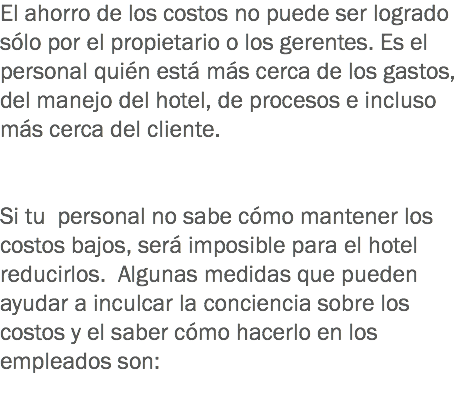 El ahorro de los costos no puede ser logrado
sólo por el propietario o los gerentes. Es el
personal quién está más cerca de los gastos,
del manejo del hotel, de procesos e incluso
más cerca del cliente.
Si tu  personal no sabe cómo mantener los
costos bajos, será imposible para el hotel
reducirlos.  Algunas medidas que pueden
ayudar a inculcar la conciencia sobre los
costos y el saber cómo hacerlo en los
empleados son: